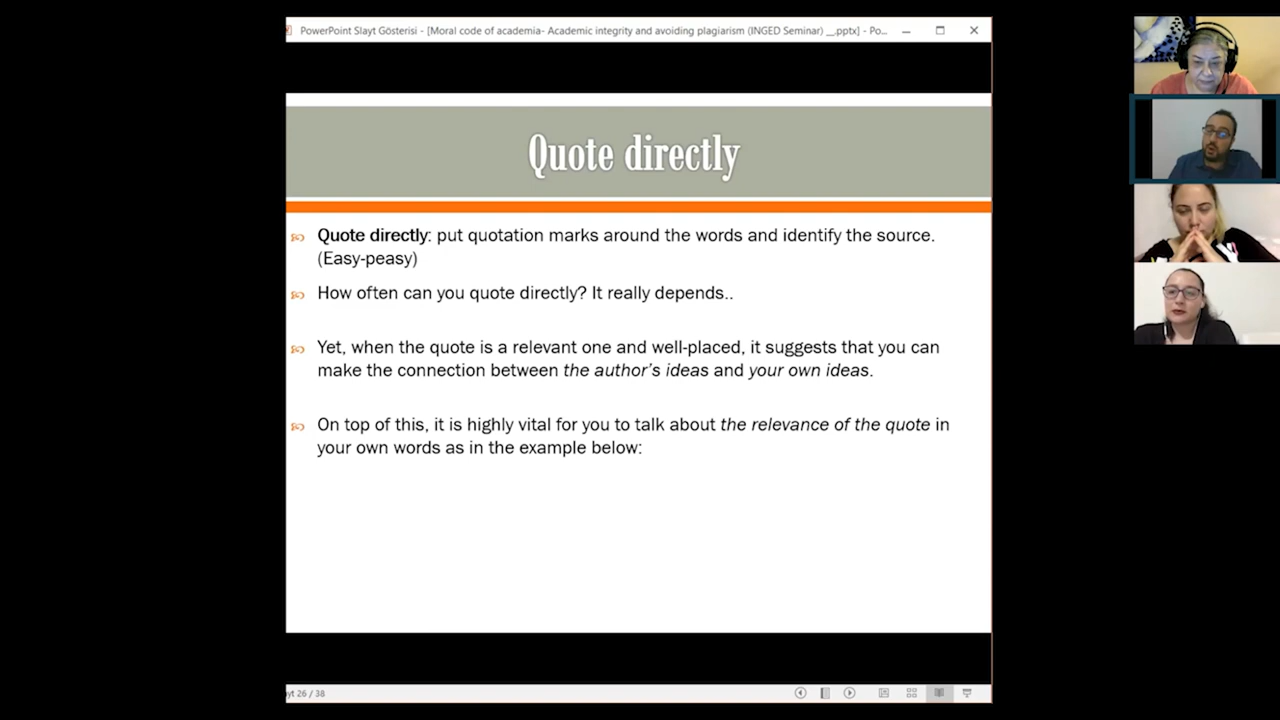 PowerPoint Slayt Gösterisi - [Moral code of academia- Academic integrity and avoiding plagiarism (INGED Seminar) __.pptx] - Po...
Quote directly
Quote directly: put quotation marks around the words and identify the source.
(Easy-peasy)
How often can you quote directly? It really depends..
Yet, when the quote is a relevant one and well-placed, it suggests that you can
make the connection between the author's ideas and your own ideas.
On top of this, it is highly vital for you to talk about the relevance of the quote in
your own words as in the example below:
yt 26 / 38